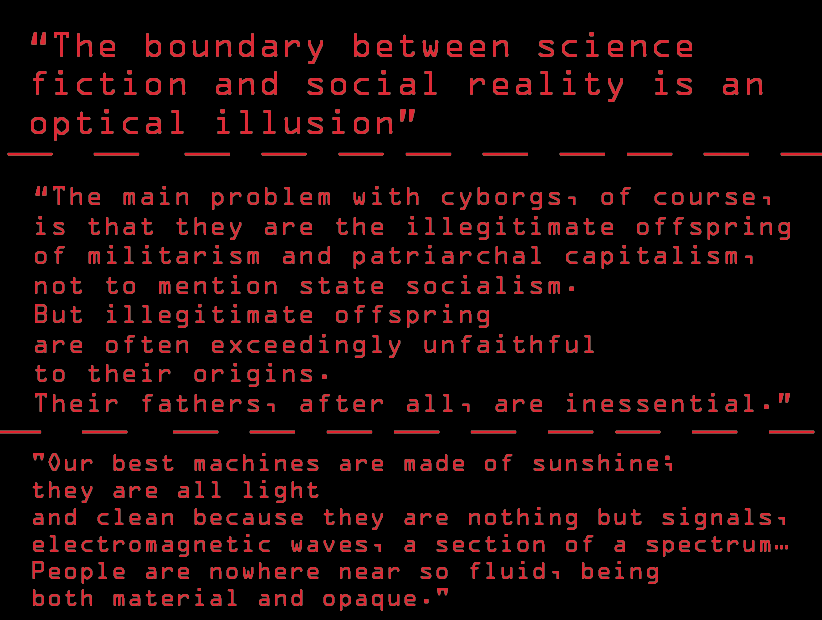 “The boundary between science
fiction and social reality is an
optical illusion”
“The main problem with cyborgs, of course,
is that they are the illegitimate offspring
of militarism and patriarchal capitalism,
not to mention state socialism.
But illegitimate offspring
are often exceedingly unfaithful
to their origins.
Their fathers, after all, are inessential.”
"Our best machines are made of sunshine;
they are all light
and clean because they are nothing but signals,
electromagnetic waves, a section of a spectrum…
People are nowhere near so fluid, being
both material and opaque."